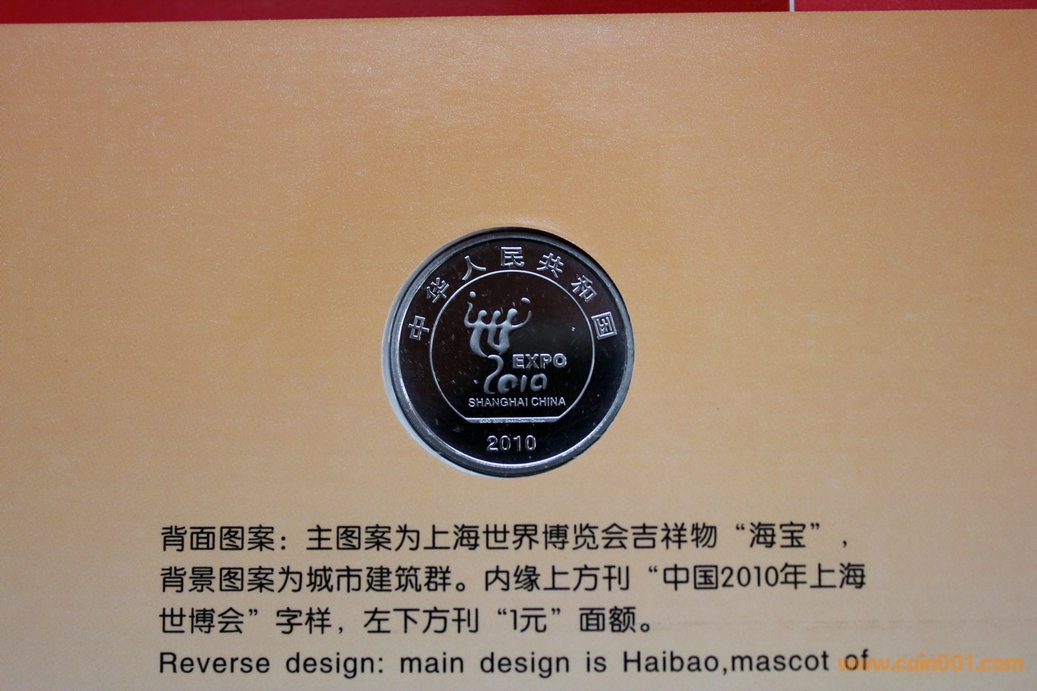 中华人民共和国
EXPO
2010
SHANGHAI CHINA
2010
背面图案：主图案为上海世界博览会吉祥物“海宝”，
背景图案为城市建筑群。内缘上方刊“中国2010年上海
世博会”字样，左下方刊“1元”面额。
Reverse design: main design is Haibao,mascot of
www.coin001.com